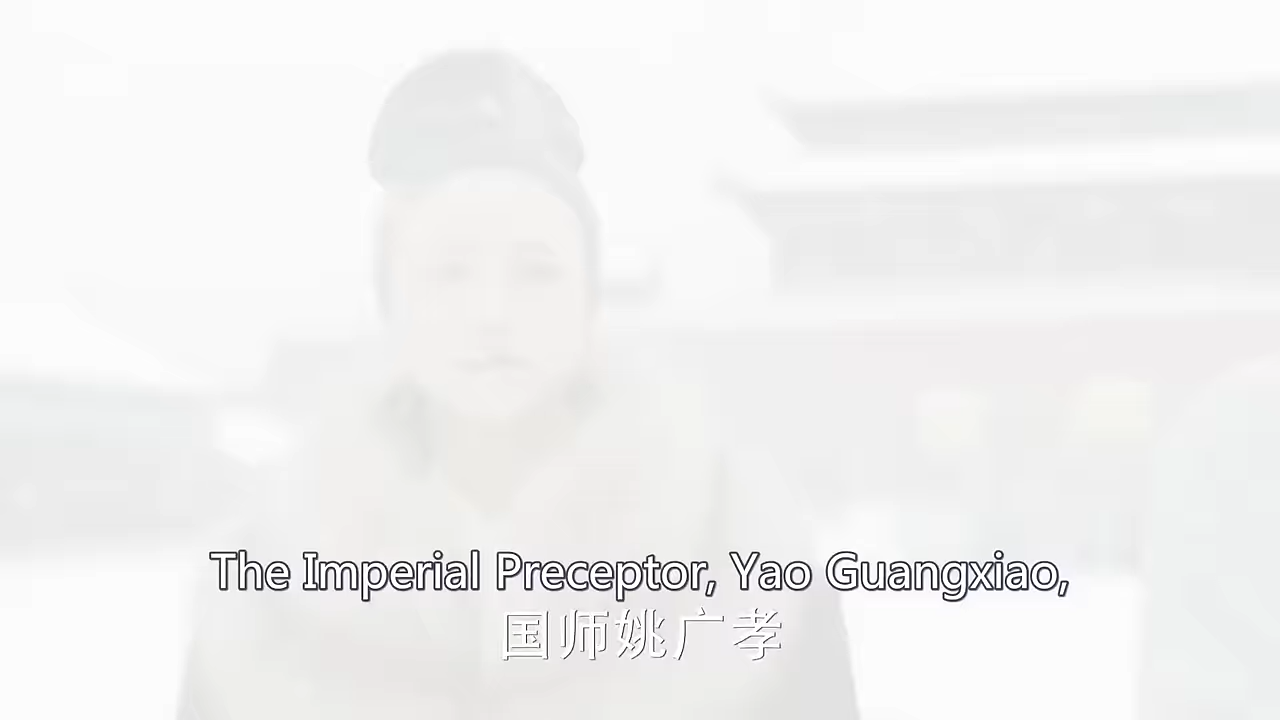 The Imperial Preceptor, Yao Guangxiao,
国师姚广孝